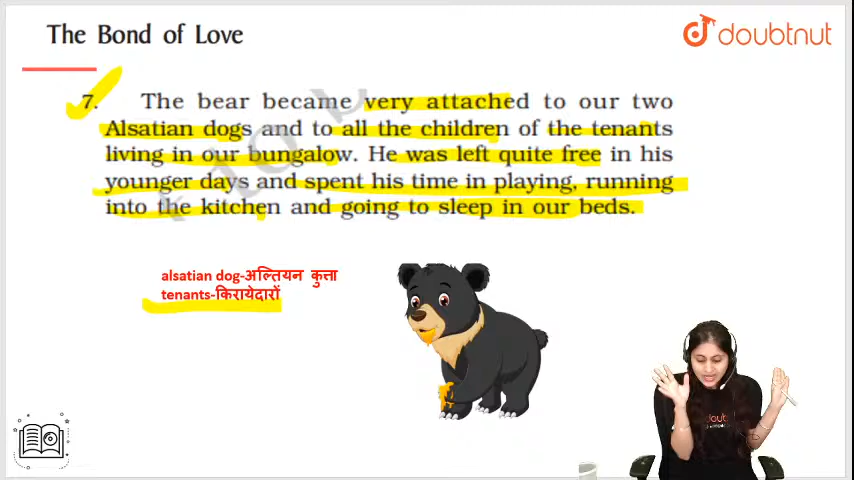 The Bond of Love
doubtnut
7. The bear became very attached to our two
Alsatian dogs and to all the children of the tenants
living in our bungalow. He was left quite free in his
younger days and spent his time in playing, running
into the kitchen and going to sleep in our beds.
alsatian dog-अल्तियन कुत्ता
tenants-किरायेदारों
doubtnut